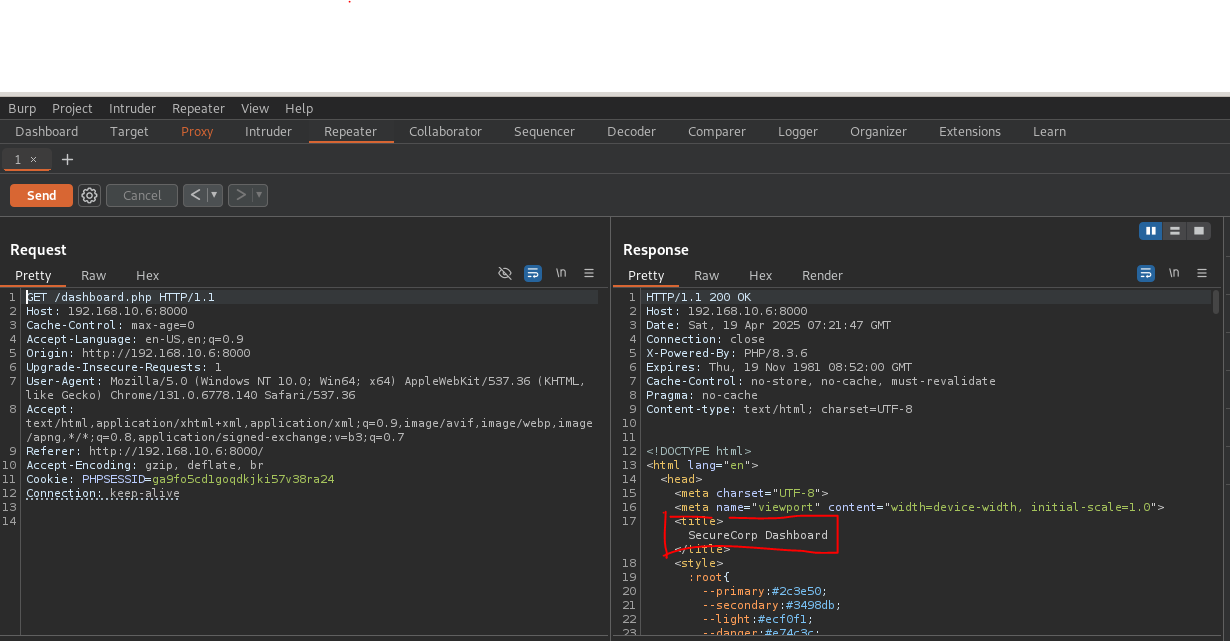 Burp Project Intruder Repeater View Help
Dashboard Target Proxy Intruder Repeater Collaborator Sequencer Decoder Comparer Logger Organizer Extensions Learn
1 × +
Send Cancel < >
Request
Pretty Raw Hex \n
1 GET /dashboard.php HTTP/1.1
2 Host: 192.168.10.6:8000
3 Cache-Control: max-age=0
4 Accept-Language: en-US,en;q=0.9
5 Origin: http://192.168.10.6:8000
6 Upgrade-Insecure-Requests: 1
7 User-Agent: Mozilla/5.0 (Windows NT 10.0; Win64; x64) AppleWebKit/537.36 (KHTML,
like Gecko) Chrome/131.0.6778.140 Safari/537.36
8 Accept:
text/html,application/xhtml+xml,application/xml;q=0.9,image/avif,image/webp,image
/apng,*/*;q=0.8,application/signed-exchange;v=b3;q=0.7
9 Referer: http://192.168.10.6:8000/
10 Accept-Encoding: gzip, deflate, br
11 Cookie: PHPSESSID=ga9fo5cd1goqdkjki57v38ra24
12 Connection: keep-alive
13
14
Response
Pretty Raw Hex Render \n
1 HTTP/1.1 200 OK
2 Host: 192.168.10.6:8000
3 Date: Sat, 19 Apr 2025 07:21:47 GMT
4 Connection: close
5 X-Powered-By: PHP/8.3.6
6 Expires: Thu, 19 Nov 1981 08:52:00 GMT
7 Cache-Control: no-store, no-cache, must-revalidate
8 Pragma: no-cache
9 Content-type: text/html; charset=UTF-8
10
11
12 <!DOCTYPE html>
13 <html lang="en">
14 <head>
15 <meta charset="UTF-8">
16 <meta name="viewport" content="width=device-width, initial-scale=1.0">
17 <title>
SecureCorp Dashboard
</title>
18 <style>
19 :root{
20 --primary:#2c3e50;
21 --secondary:#3498db;
22 --light:#ecf0f1;
23 --danger:#e74c3c;